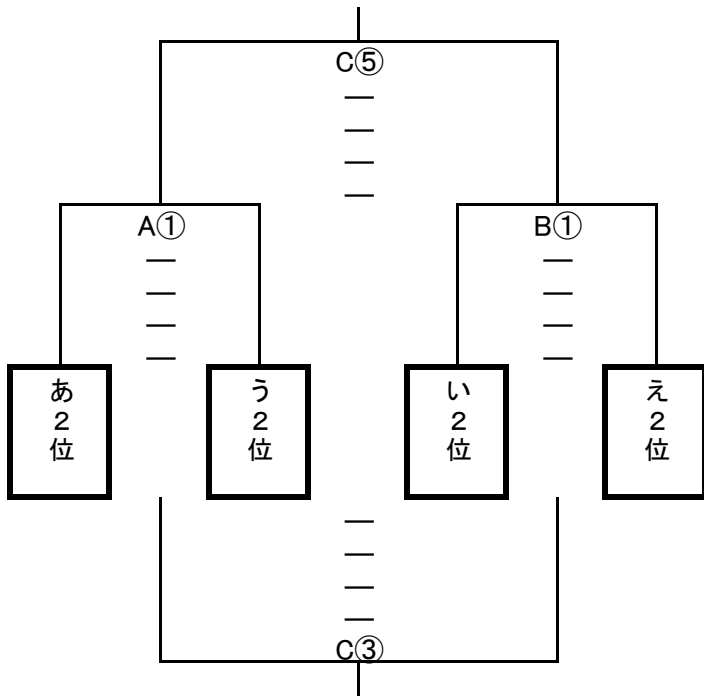 C⑤
—
—
—
—
A①
—
—
—
—
B①
—
—
—
—
あ2位
う2位
い2位
え2位
—
—
—
—
C③